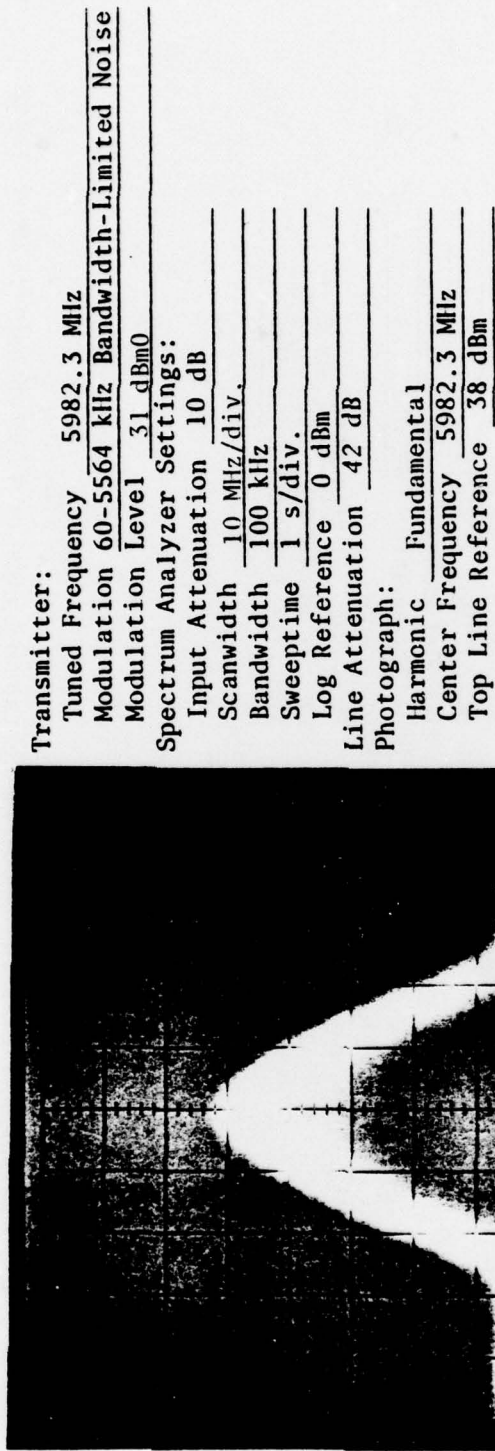 Transmitter:
Tuned Frequency 5982.3 MHz
Modulation 60-5564 kHz Bandwidth-Limited Noise
Modulation Level 31 dBm0
Spectrum Analyzer Settings:
Input Attenuation 10 dB
Scanwidth 10 MHz/div.
Bandwidth 100 kHz
Sweeptime 1 s/div.
Log Reference 0 dBm
Line Attenuation 42 dB
Photograph:
Harmonic Fundamental
Center Frequency 5982.3 MHz
Top Line Reference 38 dBm